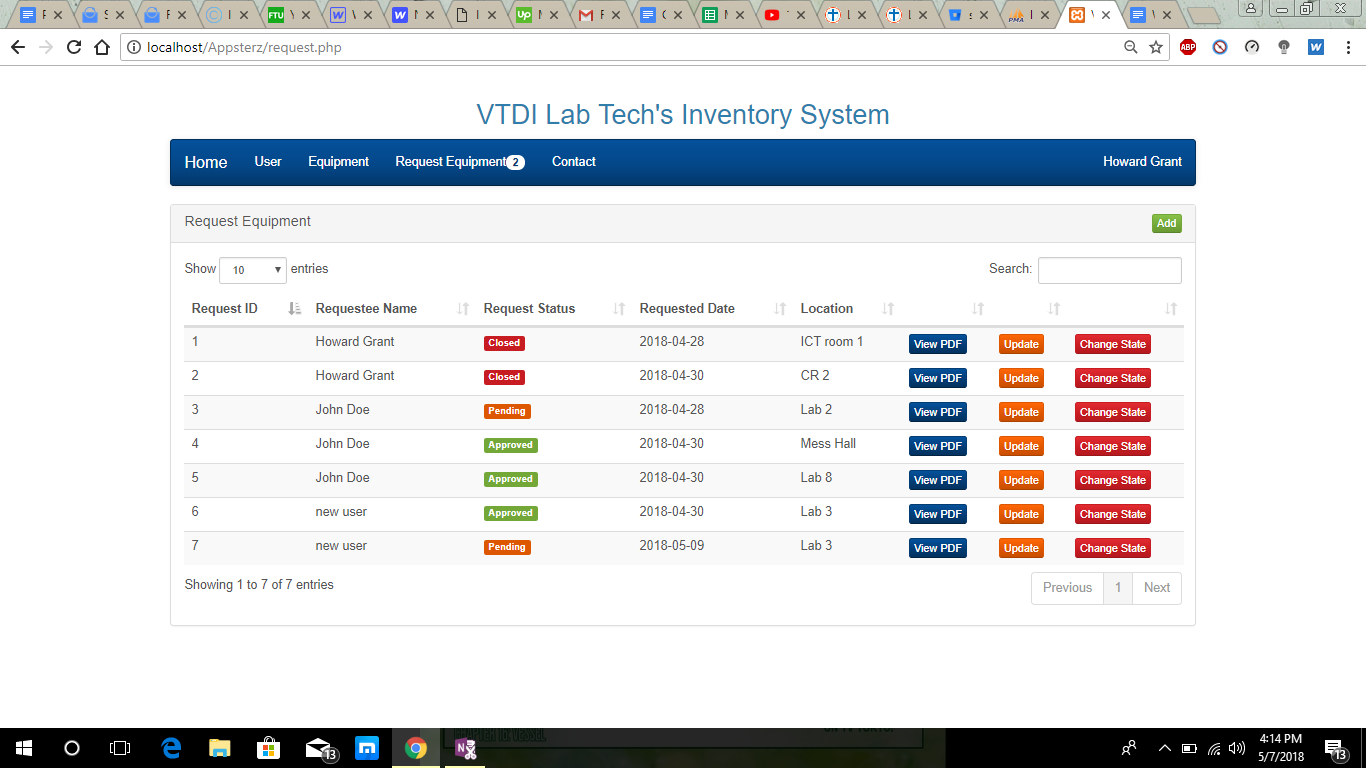 localhost/Appsterz/request.php
VTDI Lab Tech's Inventory System
Home User Equipment Request Equipment 2 Contact Howard Grant
Request Equipment Add
Show 10 entries Search:
Request ID Requestee Name Request Status Requested Date Location
1 Howard Grant Closed 2018-04-28 ICT room 1 View PDF Update Change State
2 Howard Grant Closed 2018-04-30 CR 2 View PDF Update Change State
3 John Doe Pending 2018-04-28 Lab 2 View PDF Update Change State
4 John Doe Approved 2018-04-30 Mess Hall View PDF Update Change State
5 John Doe Approved 2018-04-30 Lab 8 View PDF Update Change State
6 new user Approved 2018-04-30 Lab 3 View PDF Update Change State
7 new user Pending 2018-05-09 Lab 3 View PDF Update Change State
Showing 1 to 7 of 7 entries Previous 1 Next
13 4:14 PM
5/7/2018 13